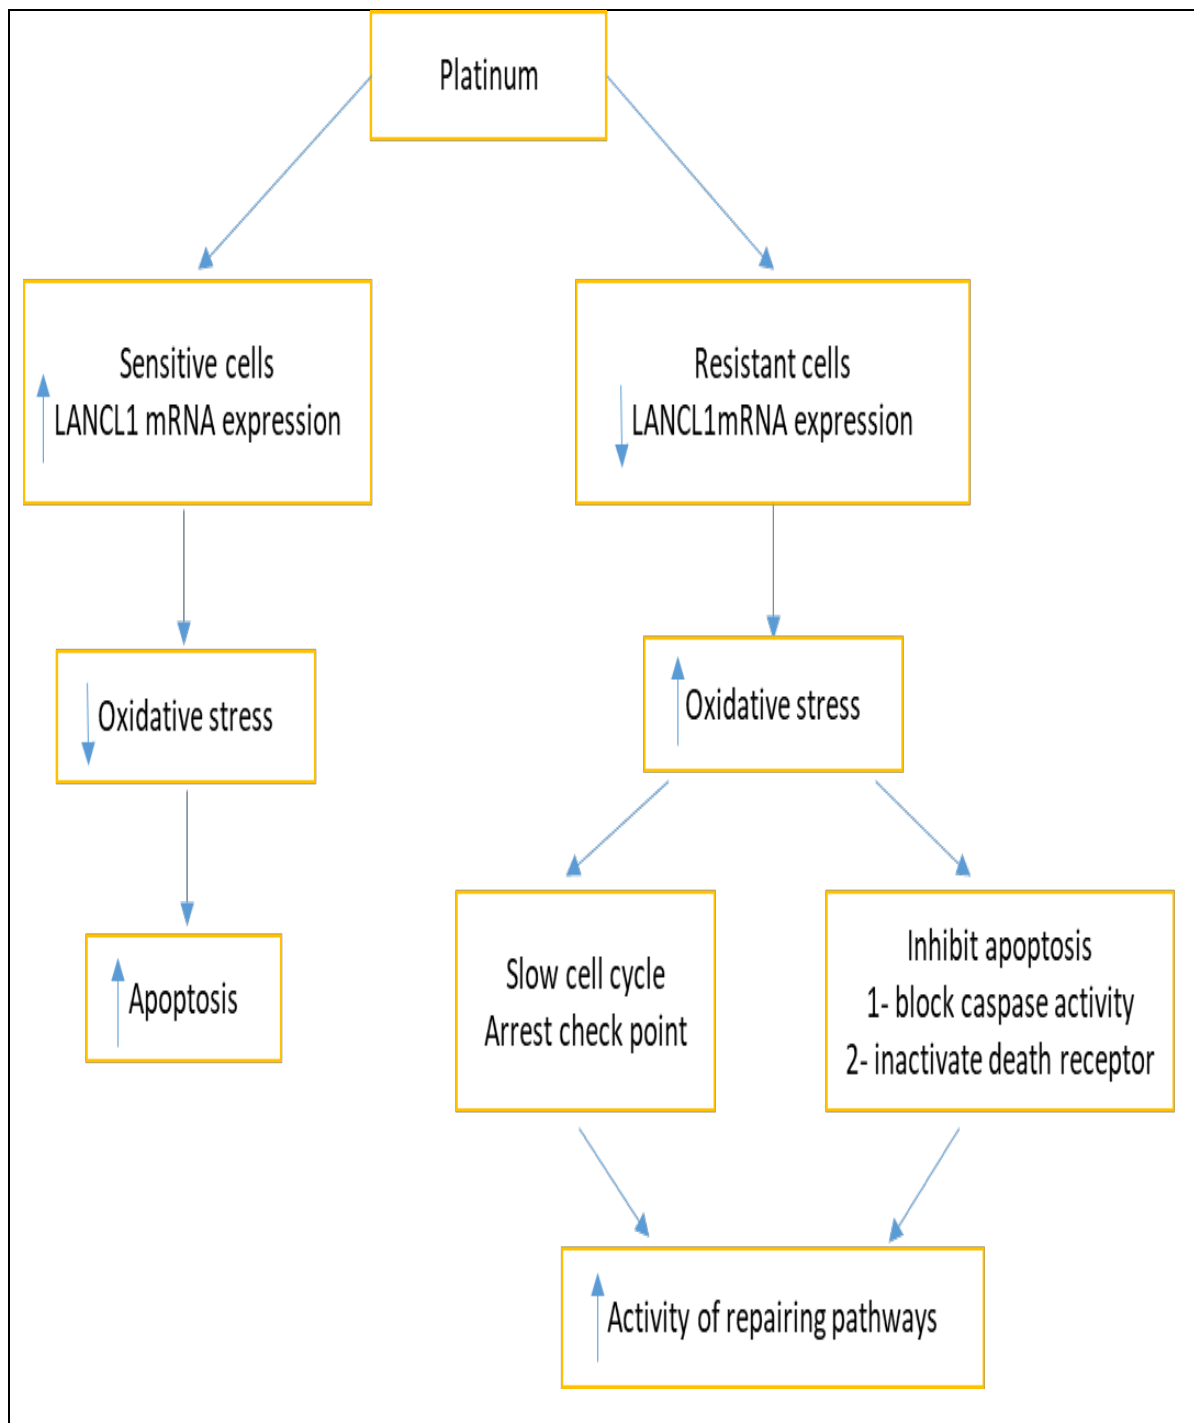 Platinum
Sensitive cells
LANCL1 mRNA expression
Resistant cells
LANCL1mRNA expression
Oxidative stress
Oxidative stress
Apoptosis
Slow cell cycle
Arrest check point
Inhibit apoptosis
1- block caspase activity
2- inactivate death receptor
Activity of repairing pathways